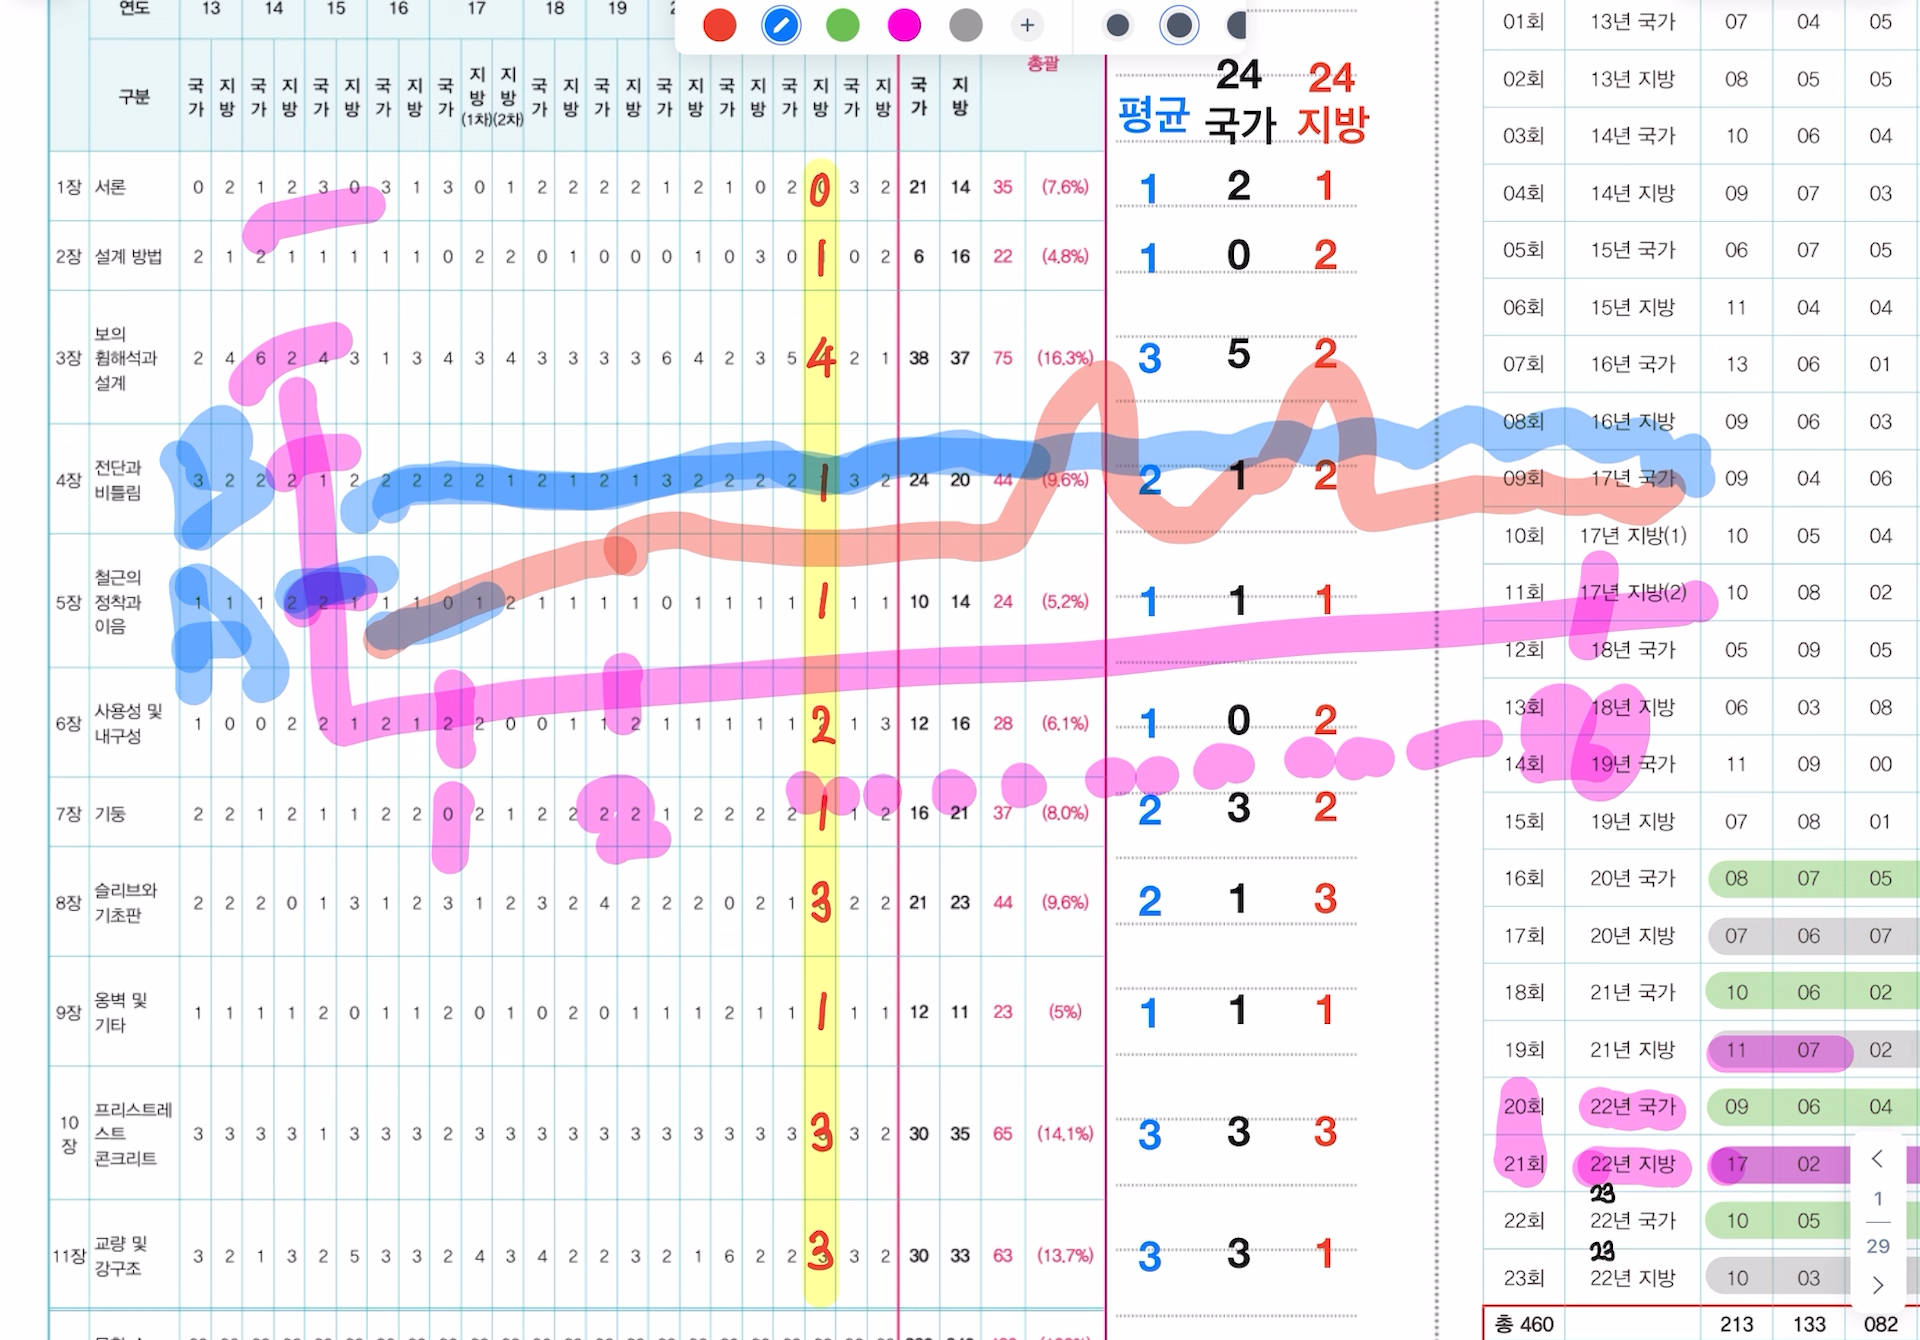 연도 13 14 15 16 17 18 19
총괄
구분 국가 지방 국가 지방 국가 지방 국가 지방 국가 지방(1차) 지방(2차) 국가 지방 국가 지방 국가 지방 국가 지방 국가 지방 국가 지방 국가 지방
1장 서론 0 2 1 2 3 0 3 1 3 0 1 2 2 2 2 1 2 1 0 2 0 3 2 21 14 35 (7.6%)
2장 설계 방법 2 1 2 1 1 1 1 1 0 2 2 0 1 0 0 0 1 0 3 0 1 0 2 6 16 22 (4.8%)
3장 보의 휨해석과 설계 2 4 6 2 4 3 1 3 4 3 4 3 3 3 3 6 4 2 3 5 4 2 1 38 37 75 (16.3%)
4장 전단과 비틀림 3 2 2 2 1 2 2 2 2 2 1 2 1 2 1 3 2 2 2 2 1 3 2 24 20 44 (9.6%)
5장 철근의 정착과 이음 1 1 1 2 2 1 1 1 0 1 2 1 1 1 1 0 1 1 1 1 1 1 1 10 14 24 (5.2%)
6장 사용성 및 내구성 1 0 0 2 2 1 2 1 2 2 0 0 1 1 2 1 1 1 1 1 2 1 3 12 16 28 (6.1%)
7장 기둥 2 2 1 2 1 1 2 2 0 2 1 2 2 2 2 1 2 2 2 2 1 1 2 16 21 37 (8.0%)
8장 슬리브와 기초판 2 2 2 0 1 3 1 2 3 1 2 3 2 4 2 2 2 0 2 1 3 2 2 21 23 44 (9.6%)
9장 옹벽 및 기타 1 1 1 1 2 0 1 1 2 0 1 0 2 0 1 1 1 2 1 1 1 1 1 12 11 23 (5%)
10장 프리스트레스트 콘크리트 3 3 3 3 1 3 3 3 2 3 3 3 3 3 3 3 3 3 3 3 3 3 2 30 35 65 (14.1%)
11장 교량 및 강구조 3 2 1 3 2 5 3 3 2 4 3 4 2 2 3 2 1 6 2 2 3 3 2 30 33 63 (13.7%)
24 24
평균 국가 지방
1 2 1
1 0 2
3 5 2
2 1 2
1 1 1
1 0 2
2 3 2
2 1 3
1 1 1
3 3 3
3 3 1
01회 13년 국가 07 04 05
02회 13년 지방 08 05 05
03회 14년 국가 10 06 04
04회 14년 지방 09 07 03
05회 15년 국가 06 07 05
06회 15년 지방 11 04 04
07회 16년 국가 13 06 01
08회 16년 지방 09 06 03
09회 17년 국가 09 04 06
10회 17년 지방(1) 10 05 04
11회 17년 지방(2) 10 08 02
12회 18년 국가 05 09 05
13회 18년 지방 06 03 08
14회 19년 국가 11 09 00
15회 19년 지방 07 08 01
16회 20년 국가 08 07 05
17회 20년 지방 07 06 07
18회 21년 국가 10 06 02
19회 21년 지방 11 07 02
20회 22년 국가 09 06 04
21회 22년 지방 17 02
23
22회 22년 국가 10 05
23
23회 22년 지방 10 03
총 460 213 133 082
1
29